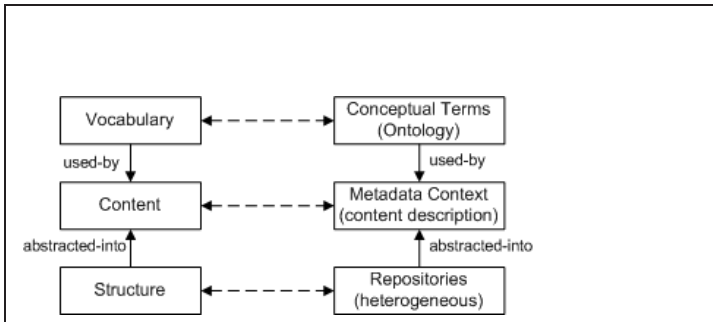 Vocabulary
Conceptual Terms
(Ontology)
used-by
used-by
Content
Metadata Context
(content description)
abstracted-into
abstracted-into
Structure
Repositories
(heterogeneous)